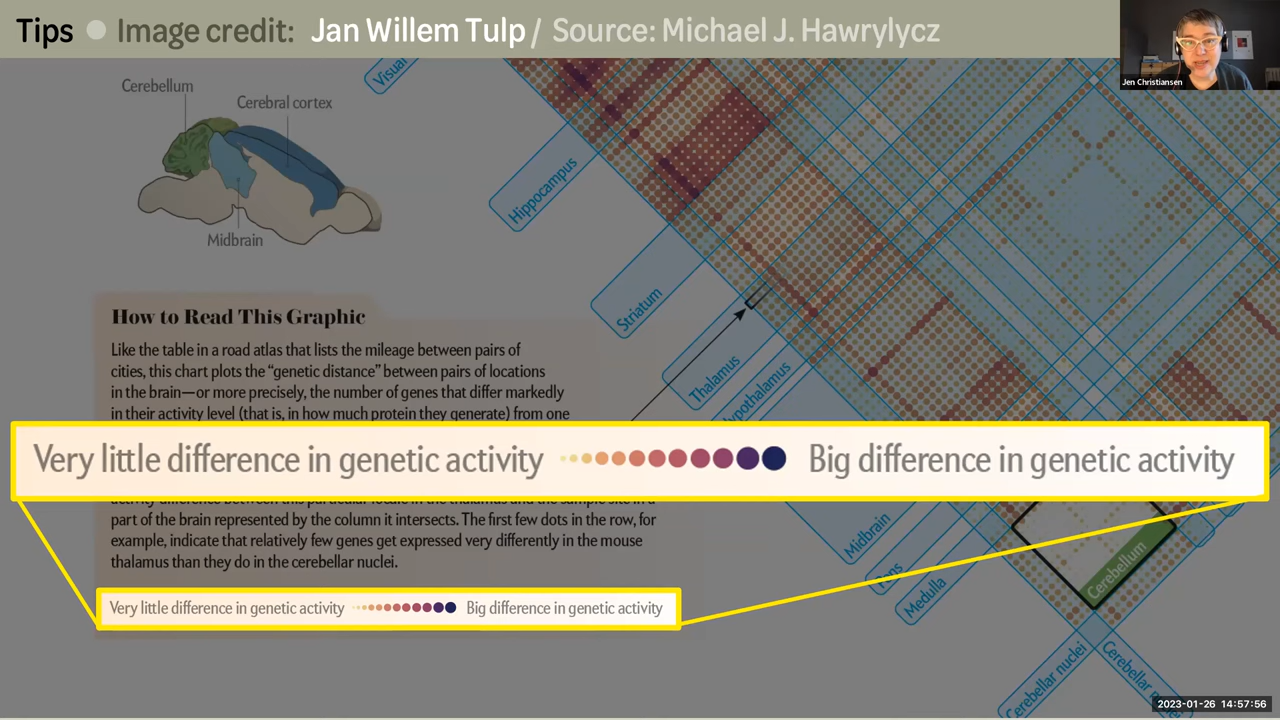 Tips Image credit: Jan Willem Tulp / Source: Michael J. Hawrylycz
Jen Christiansen
Cerebellum
Cerebral cortex
Midbrain
Visual
Hippocampus
Striatum
Thalamus
ypothalamus
Midbrain
Pons
Medulla
Cerebellum
Cerebellar nuclei
Cerebellar
How to Read This Graphic
Like the table in a road atlas that lists the mileage between pairs of
cities, this chart plots the “genetic distance” between pairs of locations
in the brain—or more precisely, the number of genes that differ markedly
in their activity level (that is, in how much protein they generate) from one
Very little difference in genetic activity Big difference in genetic activity
activity difference between this particular locale in the thalamus and the sample site in a
part of the brain represented by the column it intersects. The first few dots in the row, for
example, indicate that relatively few genes get expressed very differently in the mouse
thalamus than they do in the cerebellar nuclei.
Very little difference in genetic activity Big difference in genetic activity
2023-01-26 14:57:56